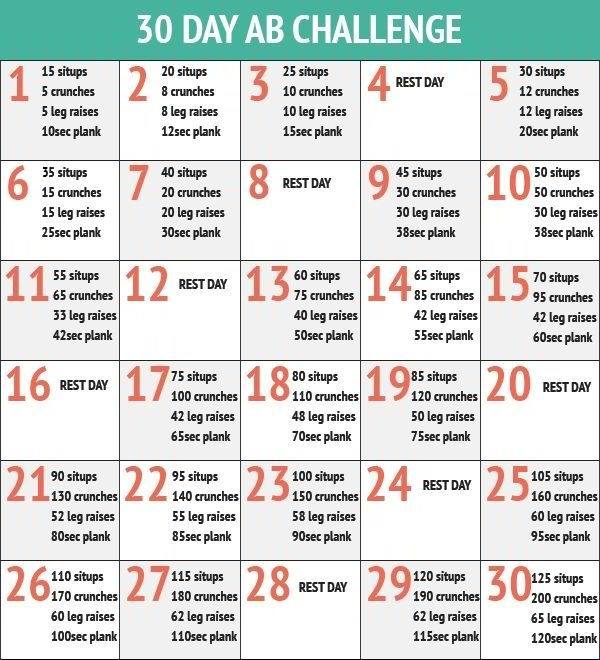 30 DAY AB CHALLENGE
1
15 situps
5 crunches
5 leg raises
10sec plank
2
20 situps
8 crunches
8 leg raises
12sec plank
3
25 situps
10 crunches
10 leg raises
15sec plank
4
REST DAY
5
30 situps
12 crunches
12 leg raises
20sec plank
6
35 situps
15 crunches
15 leg raises
25sec plank
7
40 situps
20 crunches
20 leg raises
30sec plank
8
REST DAY
9
45 situps
30 crunches
30 leg raises
38sec plank
10
50 situps
50 crunches
30 leg raises
38sec plank
11
55 situps
65 crunches
33 leg raises
42sec plank
12
REST DAY
13
60 situps
75 crunches
40 leg raises
50sec plank
14
65 situps
85 crunches
42 leg raises
55sec plank
15
70 situps
95 crunches
42 leg raises
60sec plank
16
REST DAY
17
75 situps
100 crunches
42 leg raises
65sec plank
18
80 situps
110 crunches
48 leg raises
70sec plank
19
85 situps
120 crunches
50 leg raises
75sec plank
20
REST DAY
21
90 situps
130 crunches
52 leg raises
80sec plank
22
95 situps
140 crunches
55 leg raises
85sec plank
23
100 situps
150 crunches
58 leg raises
90sec plank
24
REST DAY
25
105 situps
160 crunches
60 leg raises
95sec plank
26
110 situps
170 crunches
60 leg raises
100sec plank
27
115 situps
180 crunches
62 leg raises
110sec plank
28
REST DAY
29
120 situps
190 crunches
62 leg raises
115sec plank
30
125 situps
200 crunches
65 leg raises
120sec plank